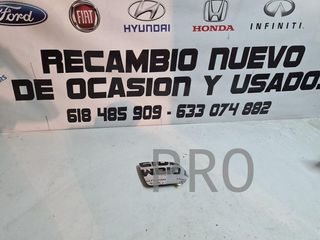 Ford
FIAT
HYUNDAI
HONDA
INFINITI
RECAMBIO NUEVO
DE OCASION Y USADOS
618 485 909 - 633 074 882
PRO